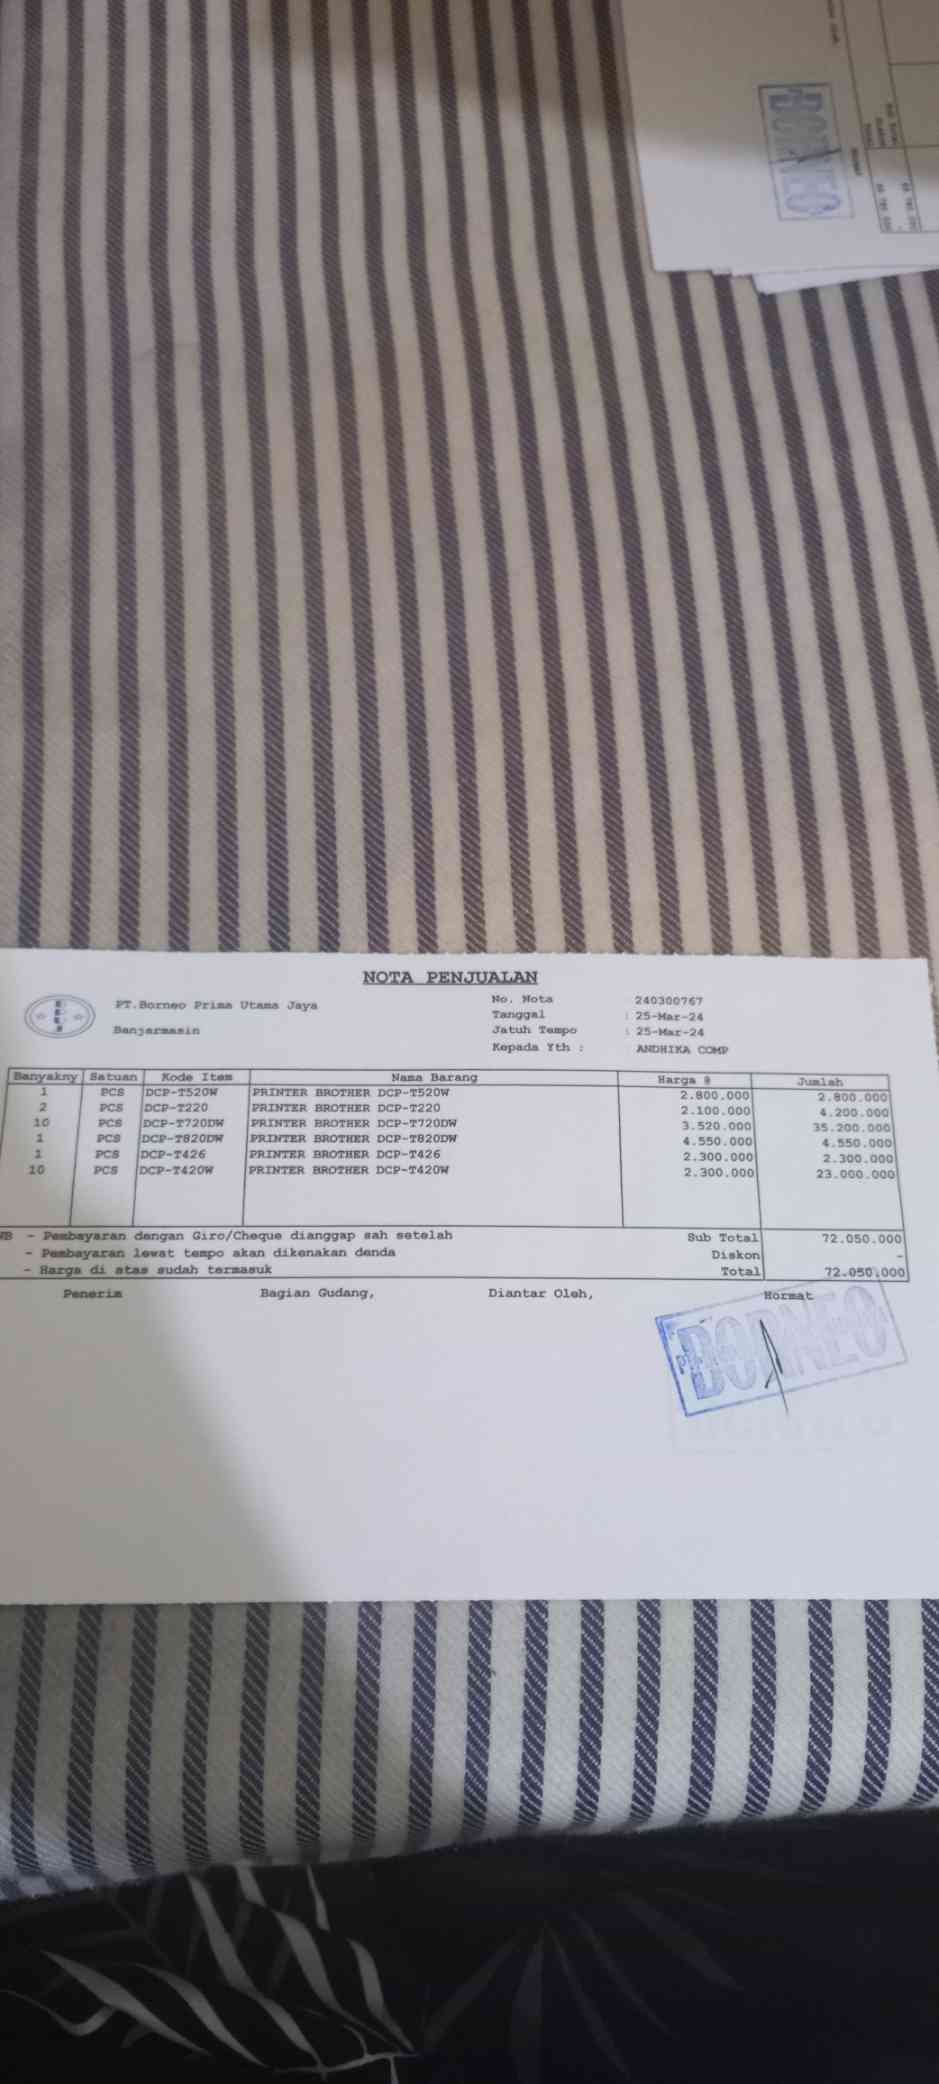 BORNEO
NOTA PENJUALAN
PT.Borneo Prima Utama Jaya
Banjarmasin
No. Nota 240300767
Tanggal : 25-Mar-24
Jatuh Tempo : 25-Mar-24
Kepada Yth : ANDHIKA COMP
Banyakny Satuan Kode Item Nama Barang Harga @ Jumlah
1 PCS DCP-T520W PRINTER BROTHER DCP-T520W 2.800.000 2.800.000
2 PCS DCP-T220 PRINTER BROTHER DCP-T220 2.100.000 4.200.000
10 PCS DCP-T720DW PRINTER BROTHER DCP-T720DW 3.520.000 35.200.000
1 PCS DCP-T820DW PRINTER BROTHER DCP-T820DW 4.550.000 4.550.000
1 PCS DCP-T426 PRINTER BROTHER DCP-T426 2.300.000 2.300.000
10 PCS DCP-T420W PRINTER BROTHER DCP-T420W 2.300.000 23.000.000
- Pembayaran dengan Giro/Cheque dianggap sah setelah Sub Total 72.050.000
- Pembayaran lewat tempo akan dikenakan denda Diskon -
- Harga di atas sudah termasuk Total 72.050.000
Penerim Bagian Gudang, Diantar Oleh, Hormat
BORNEO